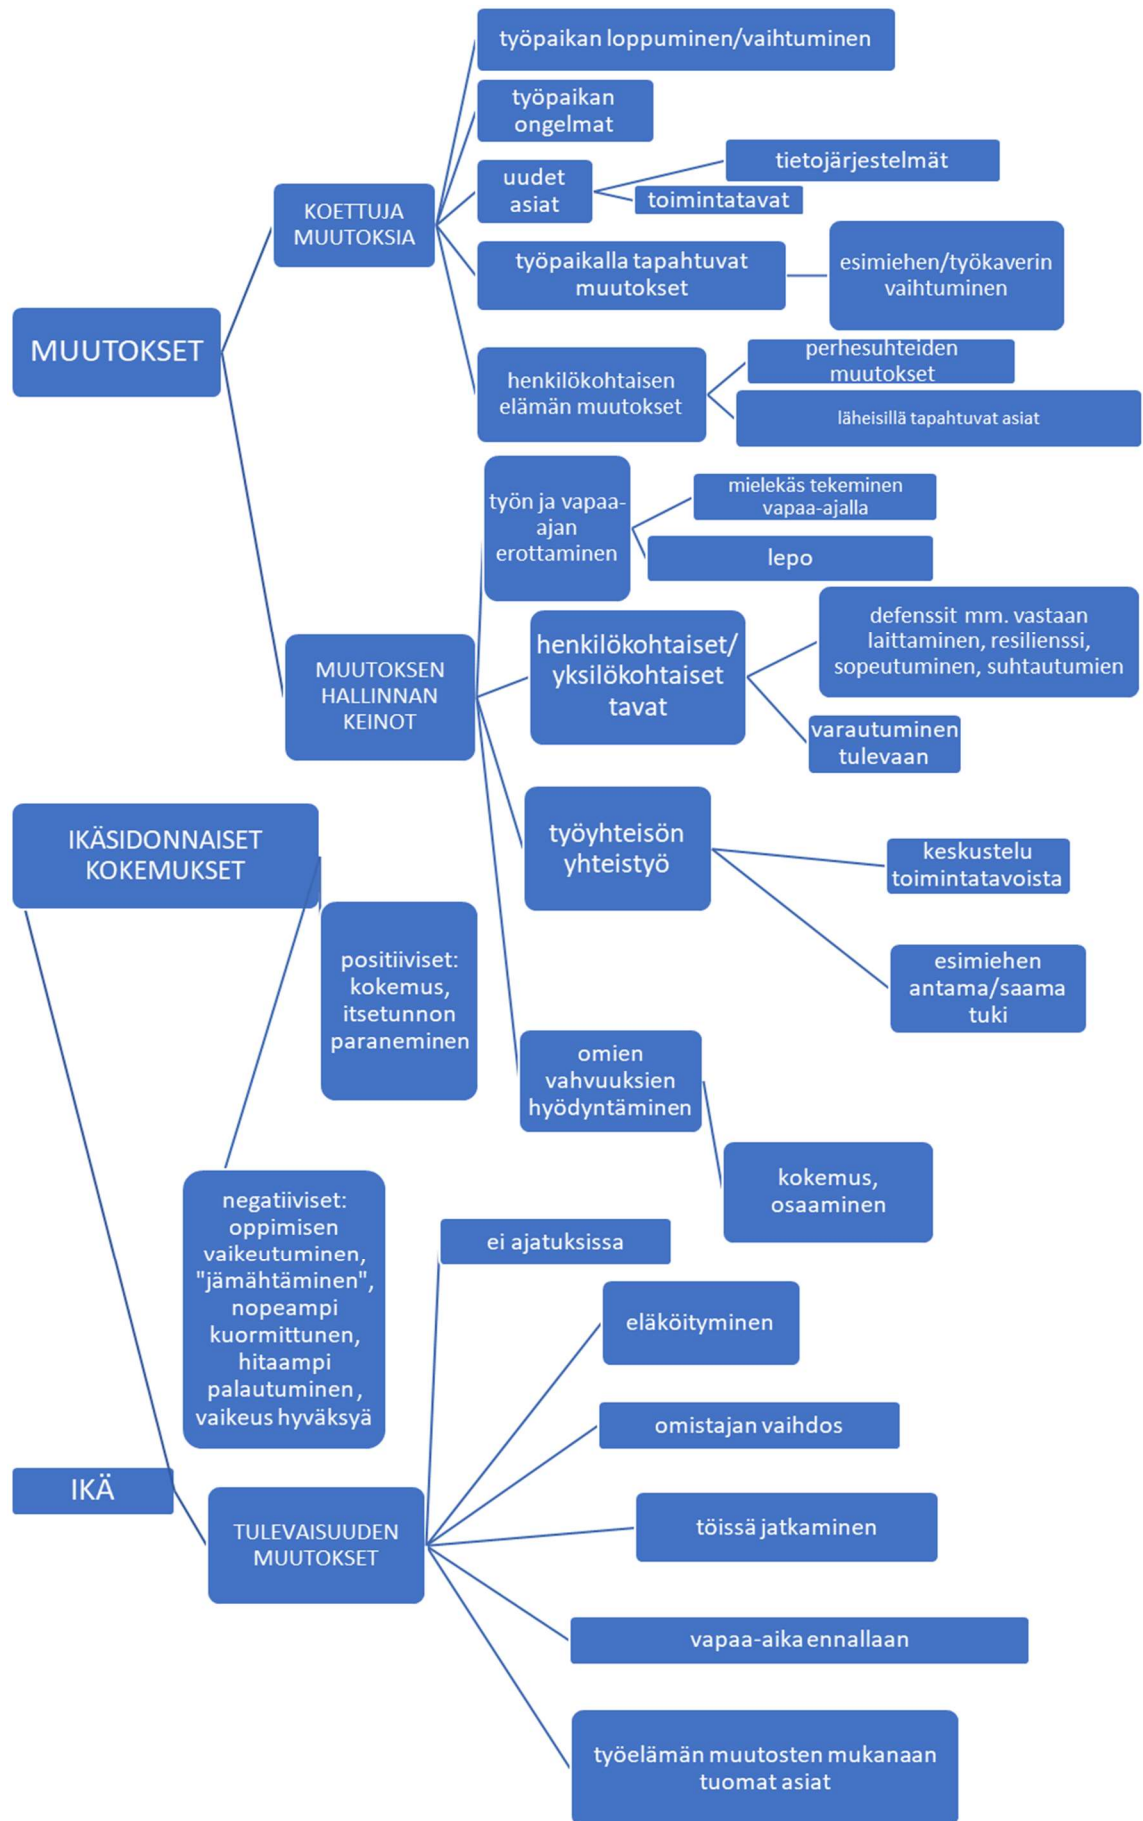 työpaikan loppuminen/vaihtuminen
työpaikan
ongelmat
uudet
asiat
tietojärjestelmät
toimintatavat
KOETTUJA
MUUTOKSIA
työpaikalla tapahtuvat
muutokset
esimiehen/työkaverin
vaihtuminen
MUUTOKSET
henkilökohtaisen
elämän muutokset
perhesuhteiden
muutokset
läheisillä tapahtuvat asiat
työn ja vapaa-
ajan
erottaminen
mielekäs tekeminen
vapaa-ajalla
lepo
MUUTOKSEN
HALLINNAN
KEINOT
henkilökohtaiset/
yksilökohtaiset
tavat
defenssit mm. vastaan
laittaminen, resilienssi,
sopeutuminen, suhtautumien
varautuminen
tulevaan
työyhteisön
yhteistyö
keskustelu
toimintatavoista
esimiehen
antama/saama
tuki
omien
vahvuuksien
hyödyntäminen
kokemus,
osaaminen
IKÄSIDONNAISET
KOKEMUKSET
positiiviset:
kokemus,
itsetunnon
paraneminen
negatiiviset:
oppimisen
vaikeutuminen,
"jämähtäminen",
nopeampi
kuormittunen,
hitaampi
palautuminen,
vaikeus hyväksyä
IKÄ
TULEVAISUUDEN
MUUTOKSET
ei ajatuksissa
eläköityminen
omistajan vaihdos
töissä jatkaminen
vapaa-aika ennallaan
työelämän muutosten mukanaan
tuomat asiat